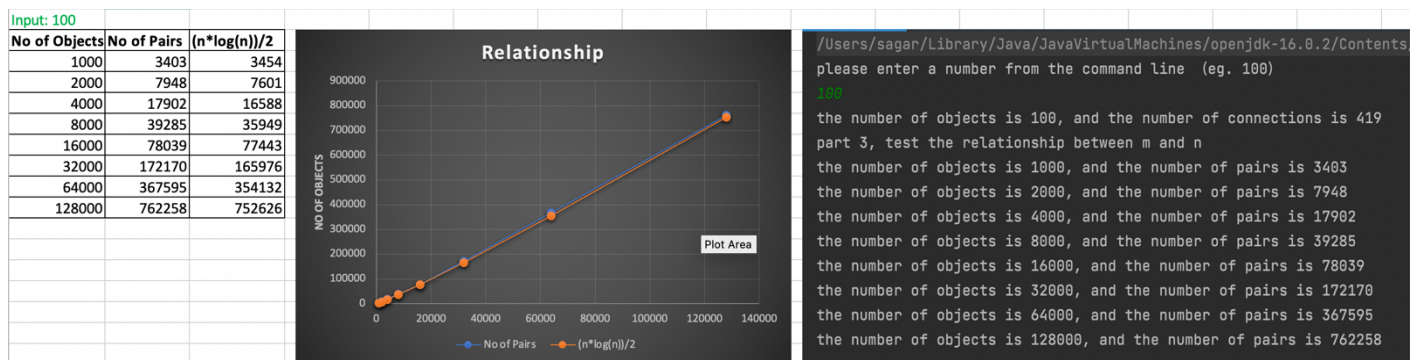 Input: 100
No of Objects No of Pairs (n*log(n))/2
1000 3403 3454
2000 7948 7601
4000 17902 16588
8000 39285 35949
16000 78039 77443
32000 172170 165976
64000 367595 354132
128000 762258 752626
Relationship
NO OF OBJECTS
900000
800000
700000
600000
500000
400000
300000
200000
100000
0
0 20000 40000 60000 80000 100000 120000 140000
Plot Area
No of Pairs (n*log(n))/2
/Users/sagar/Library/Java/JavaVirtualMachines/openjdk-16.0.2/Contents/
please enter a number from the command line (eg. 100)
100
the number of objects is 100, and the number of connections is 419
part 3, test the relationship between m and n
the number of objects is 1000, and the number of pairs is 3403
the number of objects is 2000, and the number of pairs is 7948
the number of objects is 4000, and the number of pairs is 17902
the number of objects is 8000, and the number of pairs is 39285
the number of objects is 16000, and the number of pairs is 78039
the number of objects is 32000, and the number of pairs is 172170
the number of objects is 64000, and the number of pairs is 367595
the number of objects is 128000, and the number of pairs is 762258